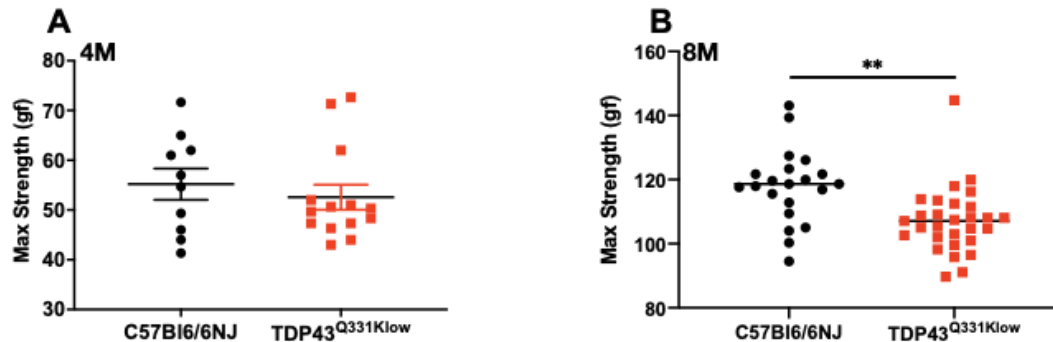 A
4M
Max Strength (gf)
80
70
60
50
40
30
C57Bl6/6NJ
TDP43Q331Klow
B
8M
**
Max Strength (gf)
160
140
120
100
80
C57Bl6/6NJ
TDP43Q331Klow